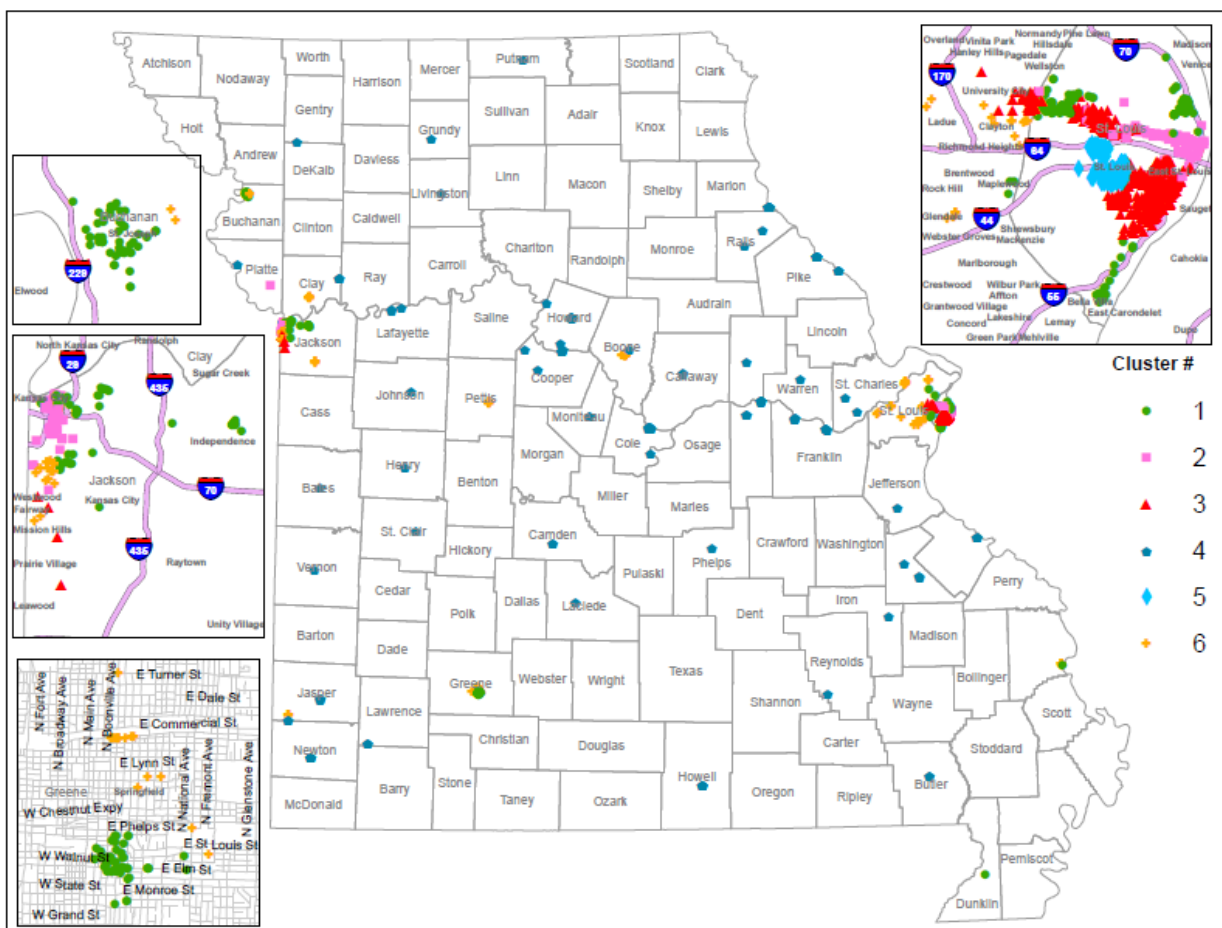 Atchison
Nodaway
Worth
Harrison
Mercer
Putnam
Scotland
Clark
Gentry
Sullivan
Adair
Knox
Lewis
Holt
Andrew
DeKalb
Daviess
Grundy
Linn
Macon
Shelby
Marion
Livingston
Buchanan
Clinton
Caldwell
Chariton
Randolph
Monroe
Ralls
Pike
Platte
Clay
Ray
Carroll
Saline
Howard
Boone
Audrain
Lincoln
Jackson
Lafayette
Cooper
Callaway
Warren
St. Charles
St. Louis
Cass
Johnson
Pettis
Moniteau
Cole
Osage
Franklin
Jefferson
Henry
Morgan
Bates
Benton
Miller
Maries
St. Clair
Camden
Crawford
Washington
Vernon
Hickory
Pulaski
Phelps
Perry
Cedar
Dallas
Laclede
Dent
Iron
Madison
Polk
Barton
Dade
Reynolds
Bollinger
Jasper
Greene
Webster
Wright
Texas
Shannon
Wayne
Scott
Lawrence
Newton
Christian
Douglas
Carter
Stoddard
Stone
Howell
Butler
McDonald
Barry
Taney
Ozark
Oregon
Ripley
Pemiscot
Dunklin
Buchanan
St. Joseph
229
Elwood
North Kansas City
Randolph
29
Clay
435
Sugar Creek
Kansas City
Independence
Jackson
Westwood
Kansas City
70
Fairway
Mission Hills
435
Prairie Village
Raytown
Leawood
Unity Village
N Fort Ave
N Broadway Ave
N Main Ave
N Boonville Ave
E Turner St
E Dale St
E Commercial St
E Lynn St
Greene
Springfield
N National Ave
N Fremont Ave
N Glenstone Ave
W Chestnut Expy
E Phelps St
E St Louis St
W Walnut St
E Elm St
W State St
E Monroe St
W Grand St
Normandy Pine Lawn
Overland Vinita Park
Hillsdale
70
Madison
Hanley Hills
Pagedale
Venice
170
Wellston
University City
Ladue
Clayton
St. Louis
Richmond Heights
64
Brentwood
St. Louis
East St. Louis
Rock Hill
Maplewood
Glendale
44
Sauget
Webster Groves
Shrewsbury
Mackenzie
Cahokia
Marlborough
Crestwood
Wilbur Park
55
Affton
Bella Villa
Grantwood Village
East Carondelet
Lakeshire
Concord
Lemay
Dupo
Green Park
Mehlville
Cluster #
1
2
3
4
5
6